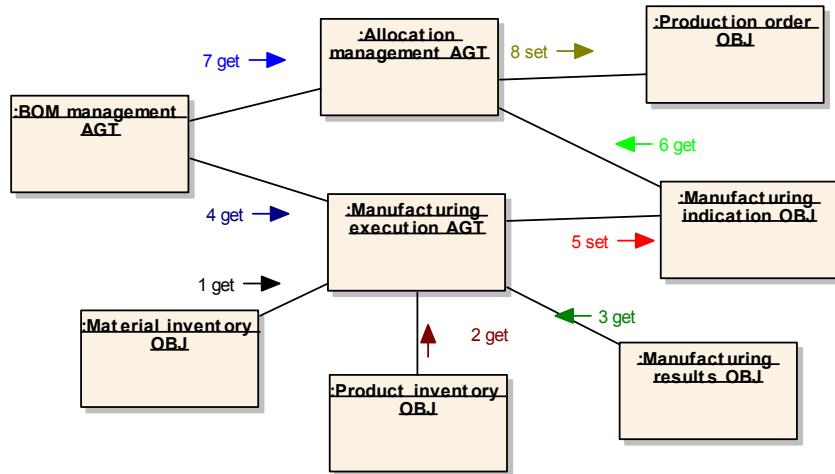 :Production order
OBJ
:Allocation
management AGT
8 set
7 get
:BOM management
AGT
6 get
4 get
:Manufacturing
execution AGT
:Manufacturing
indication OBJ
5 set
1 get
:Material inventory
OBJ
2 get
3 get
:Manufacturing
results OBJ
:Product inventory
OBJ